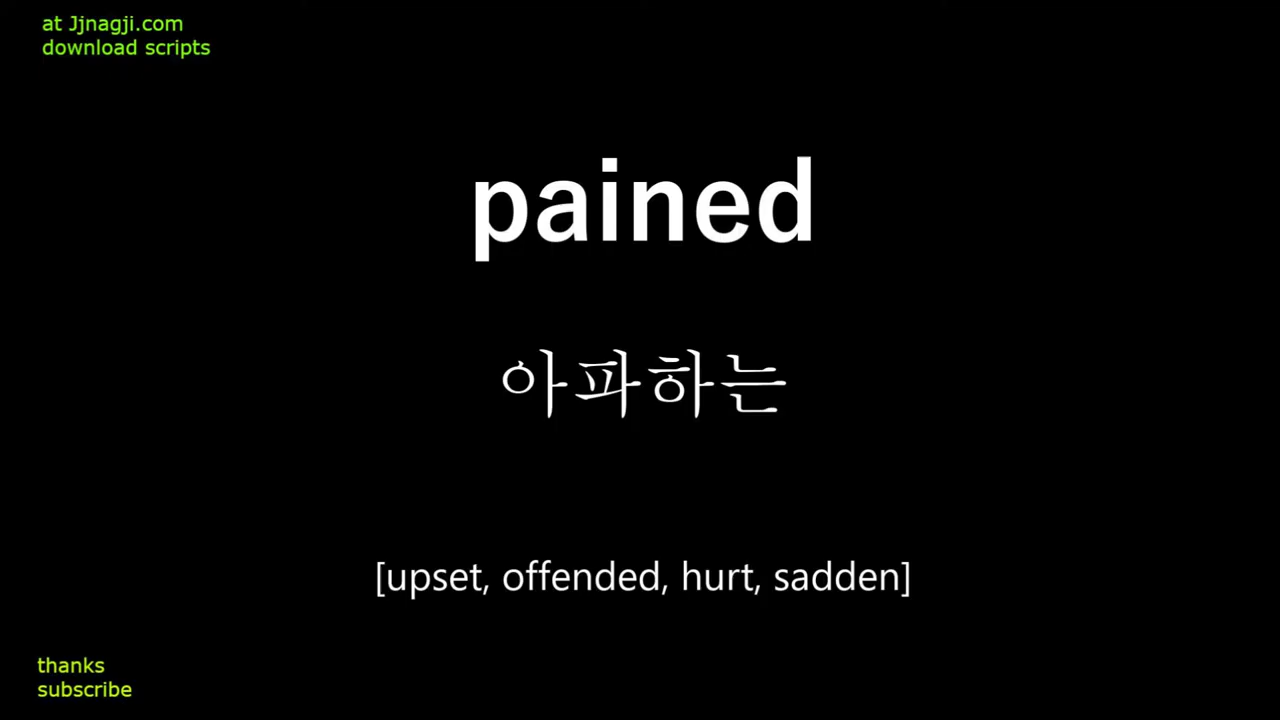 at Jjnagji.com
download scripts
pained
아파하는
[upset, offended, hurt, sadden]
thanks
subscribe